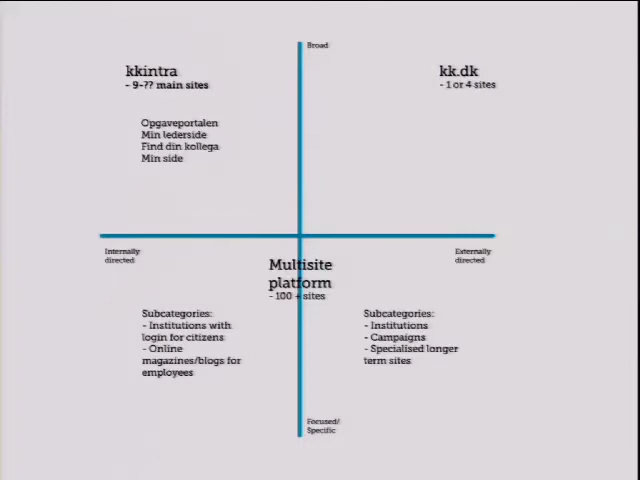 Broad
kkintra
- 9-?? main sites
kk.dk
- 1 or 4 sites
Opgaveportalen
Min lederside
Find din kollega
Min side
Internally
directed
Externally
directed
Multisite
platform
- 100 + sites
Subcategories:
- Institutions with
login for citizens
- Online
magazines/blogs for
employees
Subcategories:
- Institutions
- Campaigns
- Specialised longer
term sites
Focused/
Specific